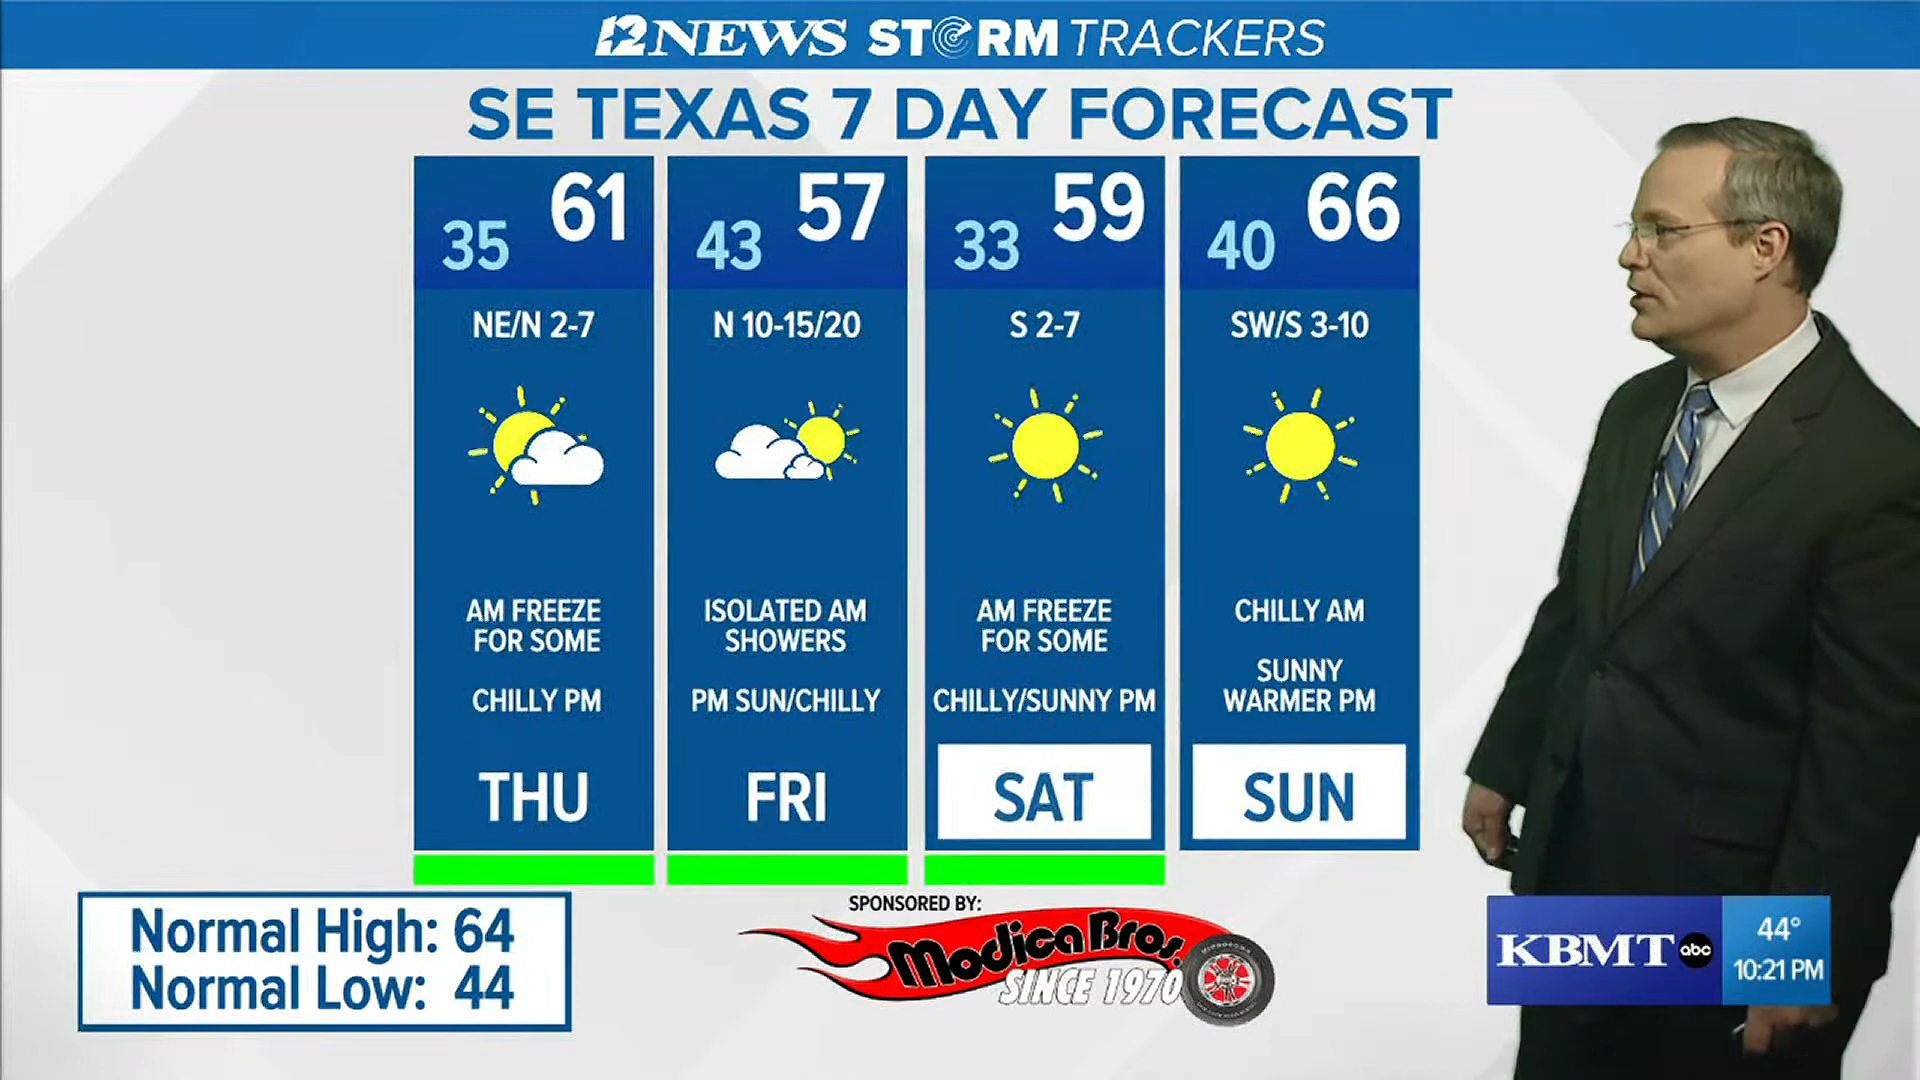 12NEWS STORM TRACKERS
SE TEXAS 7 DAY FORECAST
35 61
NE/N 2-7
AM FREEZE
FOR SOME
CHILLY PM
THU
43 57
N 10-15/20
ISOLATED AM
SHOWERS
PM SUN/CHILLY
FRI
33 59
S 2-7
AM FREEZE
FOR SOME
CHILLY/SUNNY PM
SAT
40 66
SW/S 3-10
CHILLY AM
SUNNY
WARMER PM
SUN
Normal High: 64
Normal Low: 44
SPONSORED BY:
Modica Bros.
SINCE 1970
KBMT abc
44°
10:21 PM